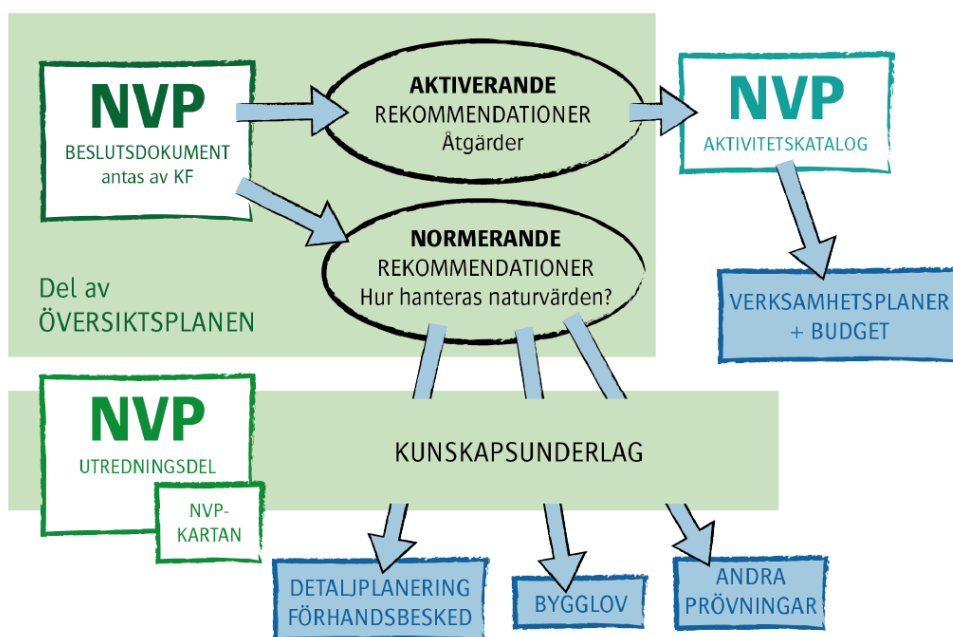 NVP
BESLUTSDOKUMENT
antas av KF
AKTIVERANDE
REKOMMENDATIONER
Åtgärder
NVP
AKTIVITETSKATALOG
NORMERANDE
REKOMMENDATIONER
Hur hanteras naturvärden?
Del av
ÖVERSIKTSPLANEN
VERKSAMHETSPLANER
+ BUDGET
NVP
UTREDNINGSDEL
NVP-
KARTAN
KUNSKAPSUNDERLAG
DETALJPLANERING
FÖRHANDSBESKED
BYGGLOV
ANDRA
PRÖVNINGAR